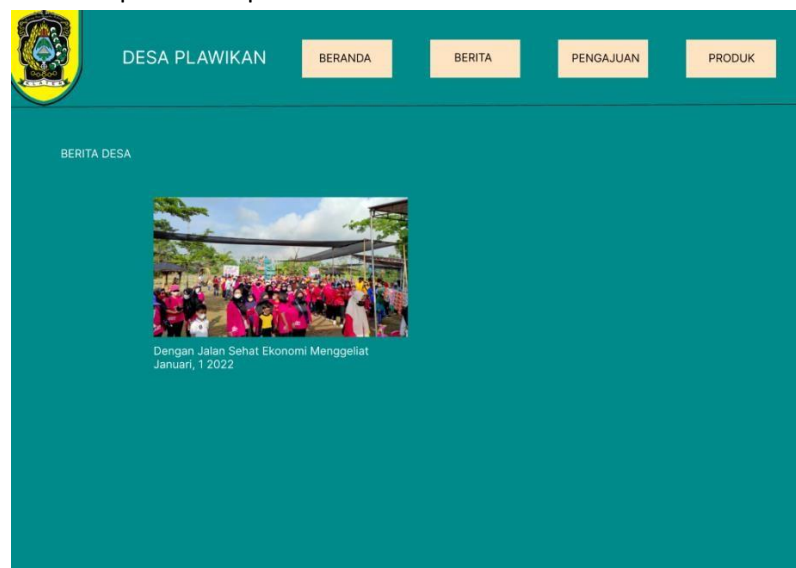 DESA PLAWIKAN
BERANDA
BERITA
PENGAJUAN
PRODUK
BERITA DESA
Dengan Jalan Sehat Ekonomi Menggeliat
Januari, 1 2022